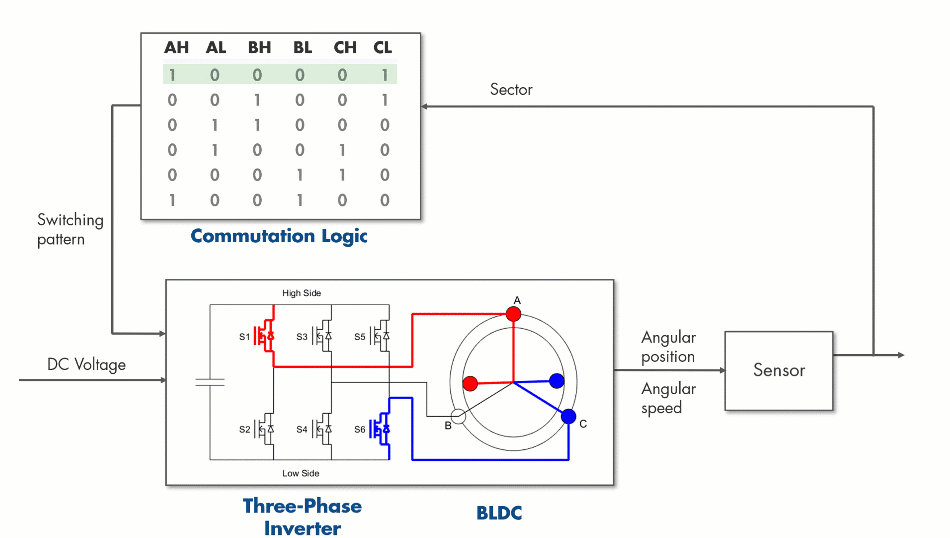 AH AL BH BL CH CL
1 0 0 0 0 1
0 0 1 0 0 1
0 1 1 0 0 0
0 1 0 0 1 0
0 0 0 1 1 0
1 0 0 1 0 0
Commutation Logic
Sector
Switching
pattern
DC Voltage
High Side
S1
S3
S5
S2
S4
S6
Low Side
A
B
C
Three-Phase
Inverter
BLDC
Angular
position
Angular
speed
Sensor